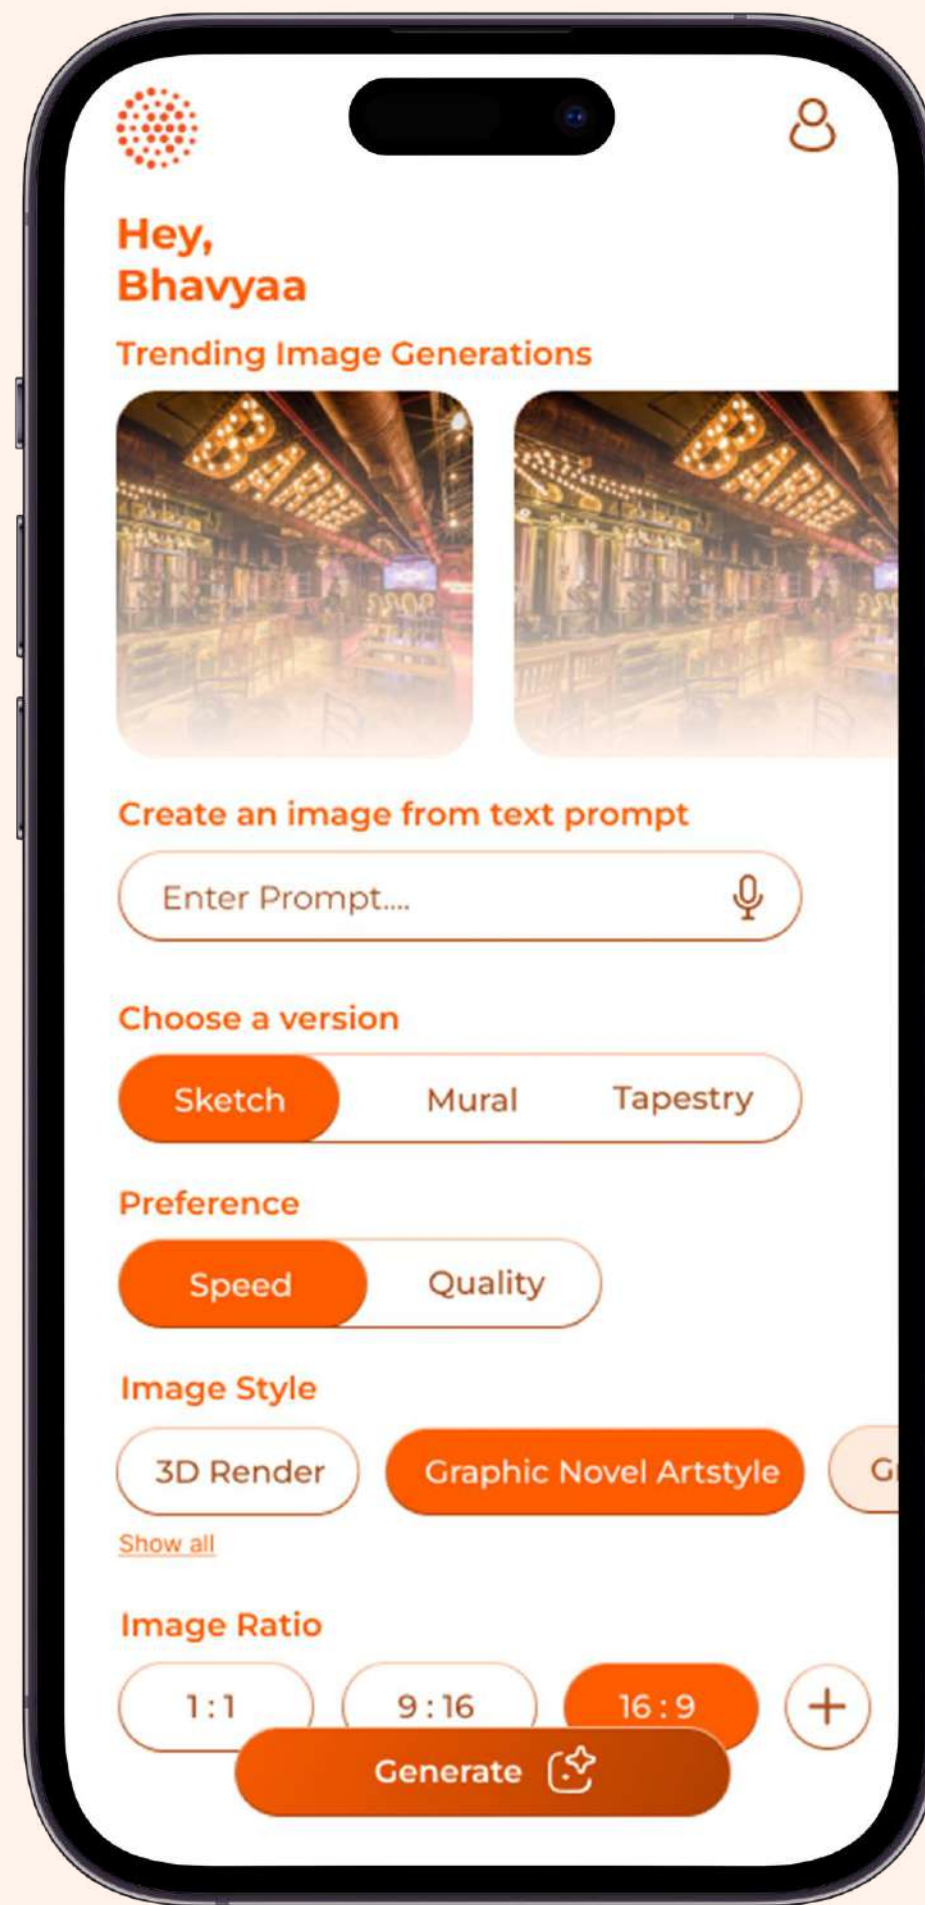 Hey,
Bhavyaa
Trending Image Generations
BARR
BARR
Create an image from text prompt
Enter Prompt....
Choose a version
Sketch Mural Tapestry
Preference
Speed Quality
Image Style
3D Render Graphic Novel Artstyle
Show all
Image Ratio
1 : 1 9 : 16 16 : 9
Generate